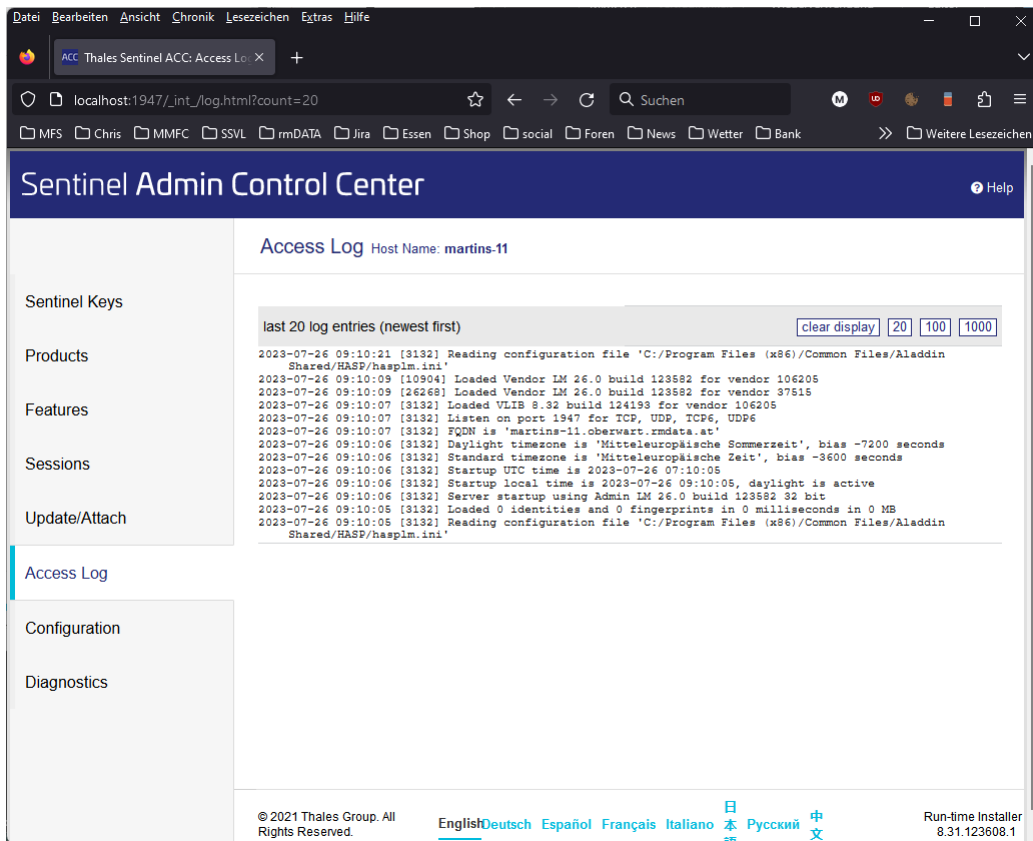 Datei Bearbeiten Ansicht Chronik Lesezeichen Extras Hilfe
ACC Thales Sentinel ACC: Access Log
localhost:1947/_int_/log.html?count=20
Suchen
MFS Chris MMFC SSVL rmDATA Jira Essen Shop social Foren News Wetter Bank
Weitere Lesezeichen
Sentinel Admin Control Center
Help
Access Log Host Name: martins-11
Sentinel Keys
Products
Features
Sessions
Update/Attach
Access Log
Configuration
Diagnostics
last 20 log entries (newest first)
clear display 20 100 1000
2023-07-26 09:10:21 [3132] Reading configuration file 'C:/Program Files (x86)/Common Files/Aladdin
Shared/HASP/hasplm.ini'
2023-07-26 09:10:09 [10904] Loaded Vendor LM 26.0 build 123582 for vendor 106205
2023-07-26 09:10:09 [26268] Loaded Vendor LM 26.0 build 123582 for vendor 37515
2023-07-26 09:10:07 [3132] Loaded VLIB 8.32 build 124193 for vendor 106205
2023-07-26 09:10:07 [3132] Listen on port 1947 for TCP, UDP, TCP6, UDP6
2023-07-26 09:10:07 [3132] FQDN is 'martins-11.oberwart.rmdata.at'
2023-07-26 09:10:06 [3132] Daylight timezone is 'Mitteleuropäische Sommerzeit', bias -7200 seconds
2023-07-26 09:10:06 [3132] Standard timezone is 'Mitteleuropäische Zeit', bias -3600 seconds
2023-07-26 09:10:06 [3132] Startup UTC time is 2023-07-26 07:10:05
2023-07-26 09:10:06 [3132] Startup local time is 2023-07-26 09:10:05, daylight is active
2023-07-26 09:10:06 [3132] Server startup using Admin LM 26.0 build 123582 32 bit
2023-07-26 09:10:05 [3132] Loaded 0 identities and 0 fingerprints in 0 milliseconds in 0 MB
2023-07-26 09:10:05 [3132] Reading configuration file 'C:/Program Files (x86)/Common Files/Aladdin
Shared/HASP/hasplm.ini'
© 2021 Thales Group. All
Rights Reserved.
English Deutsch Español Français Italiano 日本語 Русский 中文
Run-time Installer
8.31.123608.1